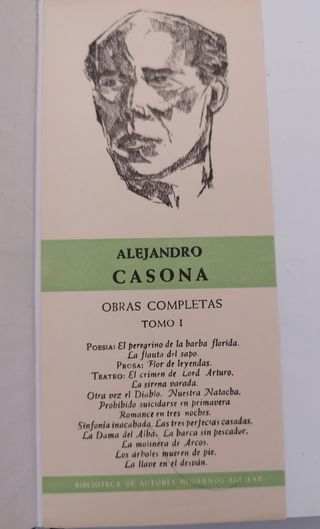 ALEJANDRO
CASONA
OBRAS COMPLETAS
TOMO I
POESIA: El peregrino de la barba florida.
La flauta del sapo.
PROSA: Flor de leyendas.
TEATRO: El crimen de Lord Arturo.
La sirena varada.
Otra vez el Diablo. Nuestra Natacha.
Prohibido suicidarse en primavera
Romance en tres noches.
Sinfonía inacabada. Las tres perfectas casadas.
La Dama del Alba. La barca sin pescador.
La molinera de Arcos.
Los árboles mueren de pie.
La llave en el desván.
BIBLIOTECA DE AUTORES MODERNOS AGUILAR